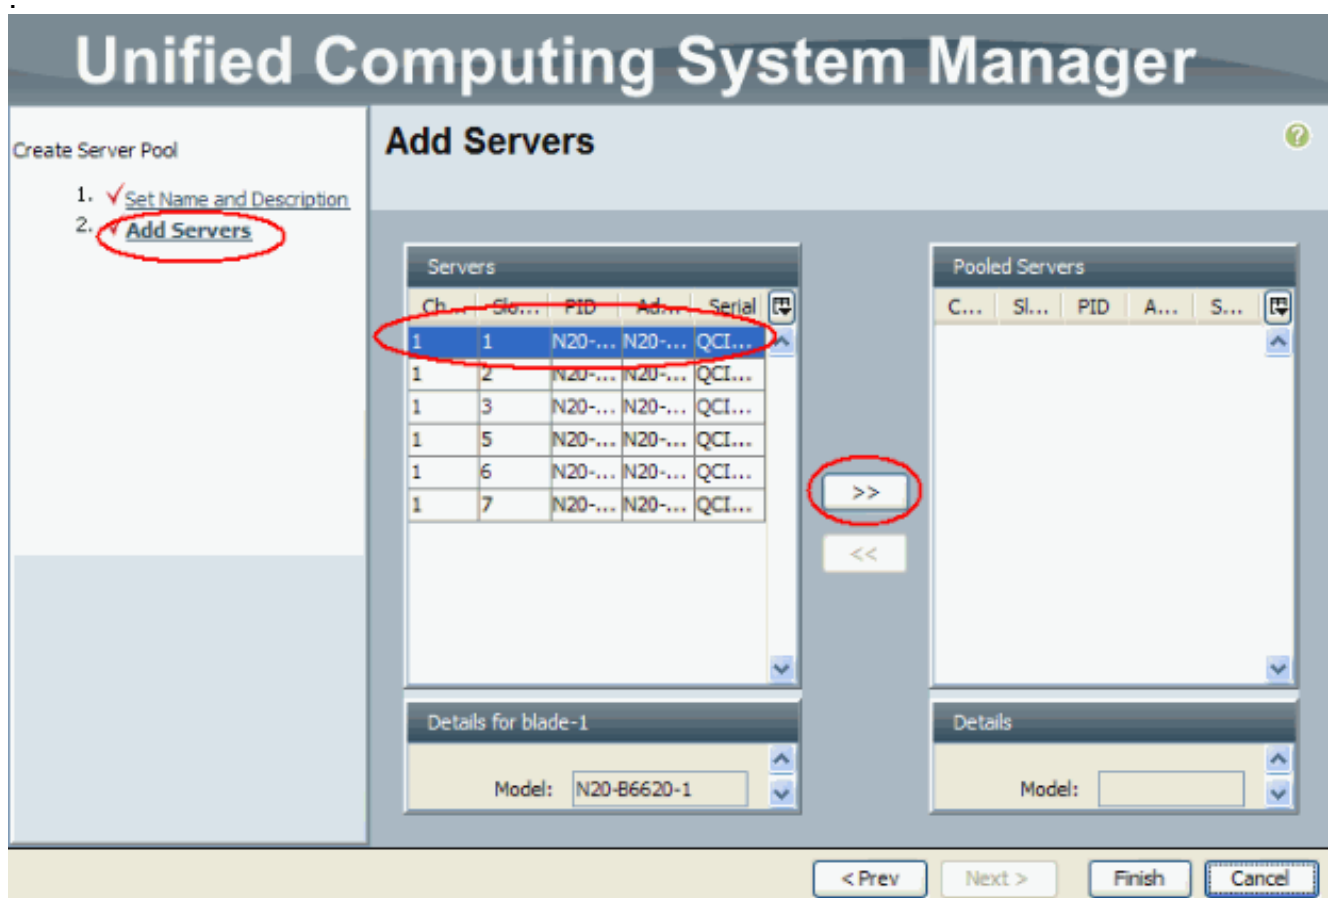 Unified Computing System Manager
Create Server Pool
1. Set Name and Description
2. Add Servers
Add Servers
Servers
Ch... Slo... PID Ad... Serial
1 1 N20-... N20-... QCI...
1 2 N20-... N20-... QCI...
1 3 N20-... N20-... QCI...
1 5 N20-... N20-... QCI...
1 6 N20-... N20-... QCI...
1 7 N20-... N20-... QCI...
Details for blade-1
Model: N20-B6620-1
>>
<<
Pooled Servers
C... Sl... PID A... S...
Details
Model:
< Prev Next > Finish Cancel